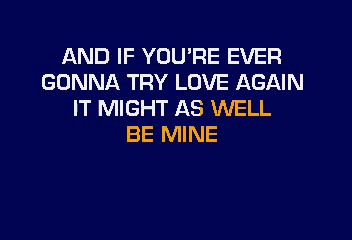 AND IF YOU'RE EVER
GONNA TRY LOVE AGAIN
IT MIGHT AS WELL
BE MINE